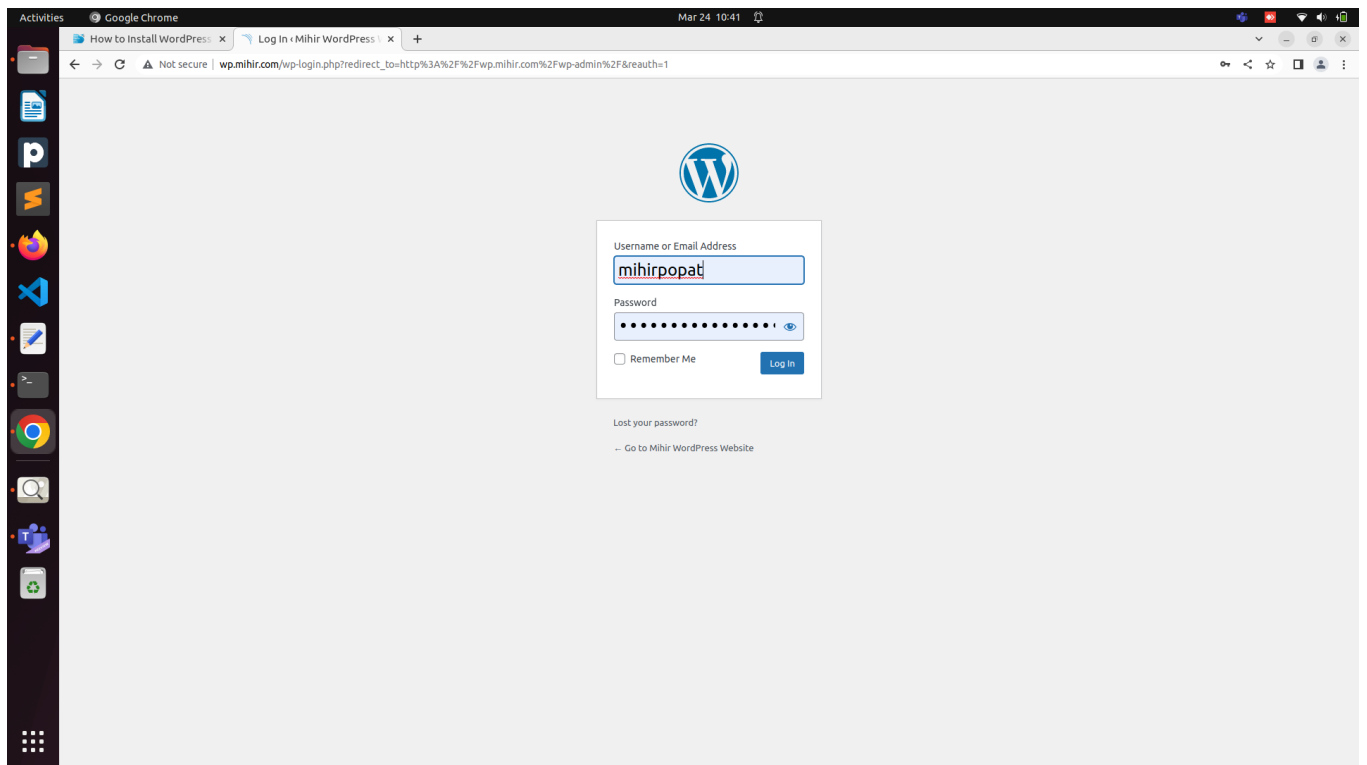 Activities Google Chrome Mar 24 10:41
How to Install WordPress Log In ‹ Mihir WordPress
Not secure | wp.mihir.com/wp-login.php?redirect_to=http%3A%2F%2Fwp.mihir.com%2Fwp-admin%2F&reauth=1
Username or Email Address
mihirpopat
Password
Remember Me
Log In
Lost your password?
← Go to Mihir WordPress Website